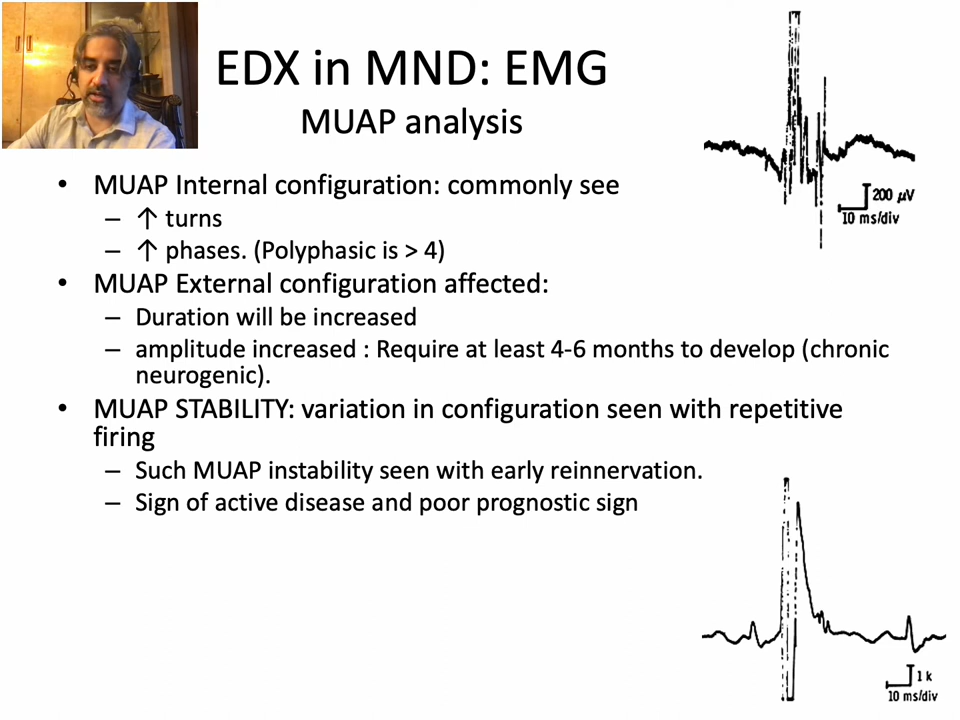 EDX in MND: EMG
MUAP analysis
• MUAP Internal configuration: commonly see
– ↑ turns
– ↑ phases. (Polyphasic is > 4)
• MUAP External configuration affected:
– Duration will be increased
– amplitude increased : Require at least 4-6 months to develop (chronic
neurogenic).
• MUAP STABILITY: variation in configuration seen with repetitive
firing
– Such MUAP instability seen with early reinnervation.
– Sign of active disease and poor prognostic sign
200 µV
10 ms/div
1 k
10 ms/div